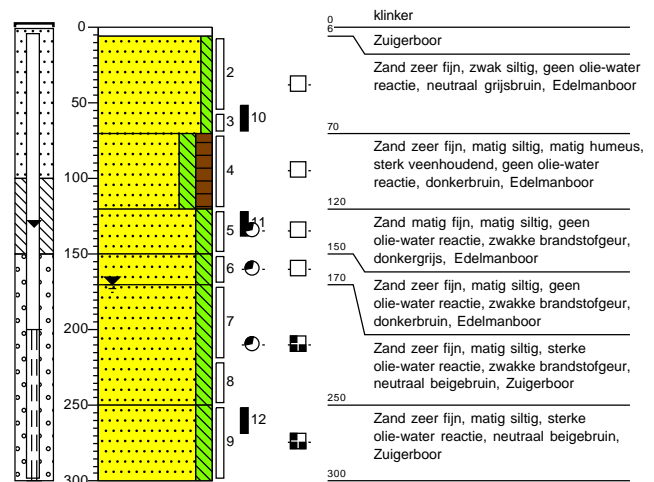 0
50
100
150
200
250
300
2
3
10
4
11
5
6
7
8
12
9
0
klinker
6
Zuigerboor
Zand zeer fijn, zwak siltig, geen olie-water
reactie, neutraal grijsbruin, Edelmanboor
70
Zand zeer fijn, matig siltig, matig humeus,
sterk veenhoudend, geen olie-water
reactie, donkerbruin, Edelmanboor
120
Zand matig fijn, matig siltig, geen
olie-water reactie, zwakke brandstofgeur,
donkergrijs, Edelmanboor
150
Zand zeer fijn, matig siltig, geen
olie-water reactie, zwakke brandstofgeur,
donkerbruin, Edelmanboor
170
Zand zeer fijn, matig siltig, sterke
olie-water reactie, zwakke brandstofgeur,
neutraal beigebruin, Zuigerboor
250
Zand zeer fijn, matig siltig, sterke
olie-water reactie, neutraal beigebruin,
Zuigerboor
300